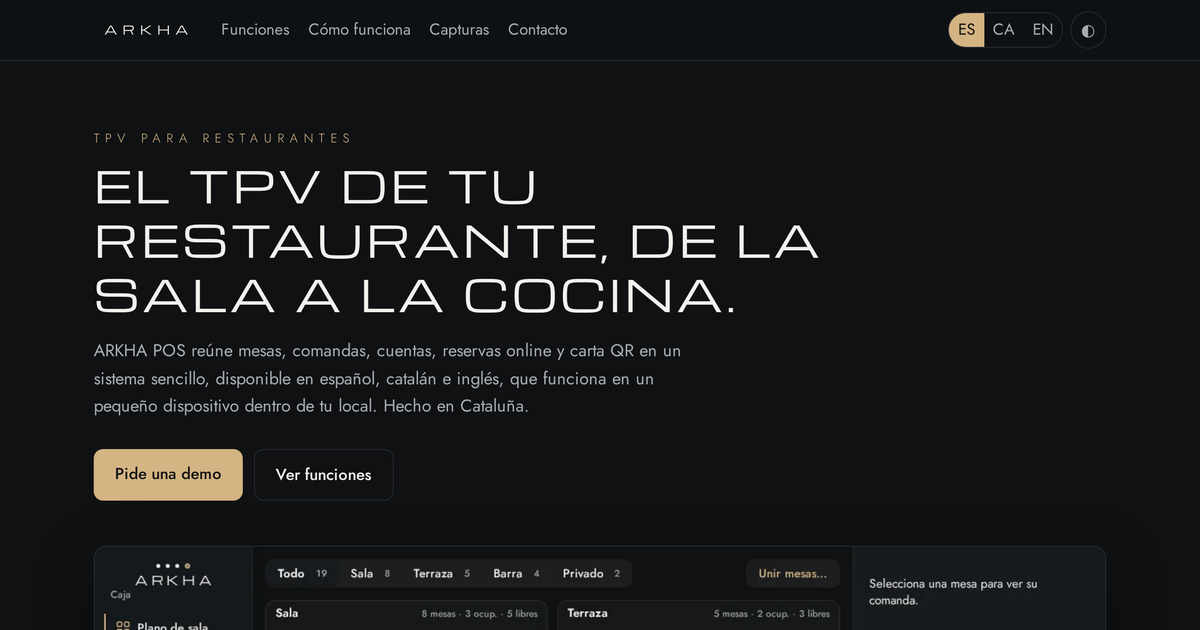 ARKHA Funciones Cómo funciona Capturas Contacto ES CA EN
TPV PARA RESTAURANTES
EL TPV DE TU
RESTAURANTE, DE LA
SALA A LA COCINA.
ARKHA POS reúne mesas, comandas, cuentas, reservas online y carta QR en un
sistema sencillo, disponible en español, catalán e inglés, que funciona en un
pequeño dispositivo dentro de tu local. Hecho en Cataluña.
Pide una demo Ver funciones
ARKHA
Caja
Plano de sala
Todo 19 Sala 8 Terraza 5 Barra 4 Privado 2 Unir mesas...
Sala 8 mesas · 3 ocup. · 5 libres
Terraza 5 mesas · 2 ocup. · 3 libres
Selecciona una mesa para ver su
comanda.